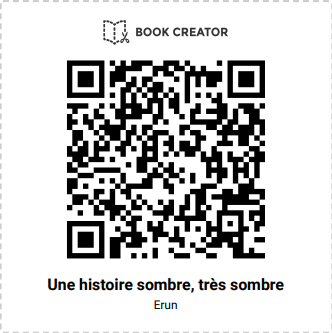 BOOK CREATOR
Une histoire sombre, très sombre
Erun